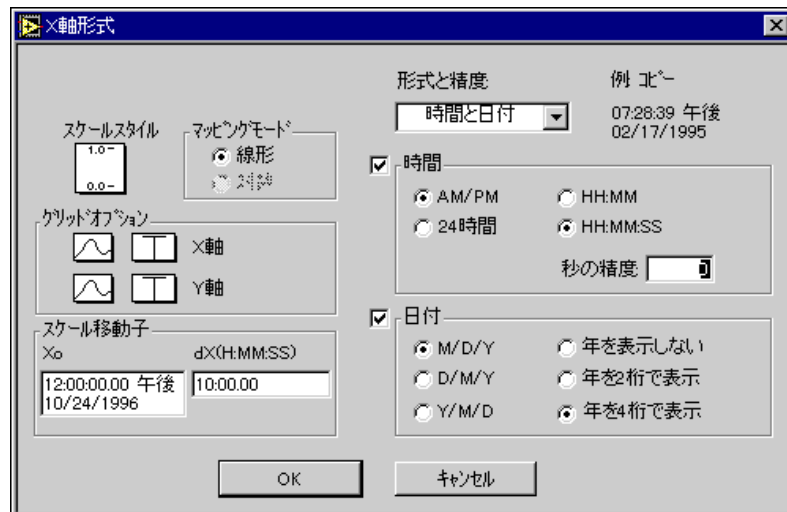 X軸形式
形式と精度
例 コピー
時間と日付
07:28:39 午後
02/17/1995
スケールスタイル
1.0
0.0
マッピングモード
線形
対数
グリッドオプション
X軸
Y軸
スケール移動子
Xo
dX(H:MM:SS)
12:00:00.00 午後
10/24/1996
10:00.00
時間
AM/PM
HH:MM
24時間
HH:MM:SS
秒の精度
0
日付
M/D/Y
年を表示しない
D/M/Y
年を2桁で表示
Y/M/D
年を4桁で表示
OK
キャンセル